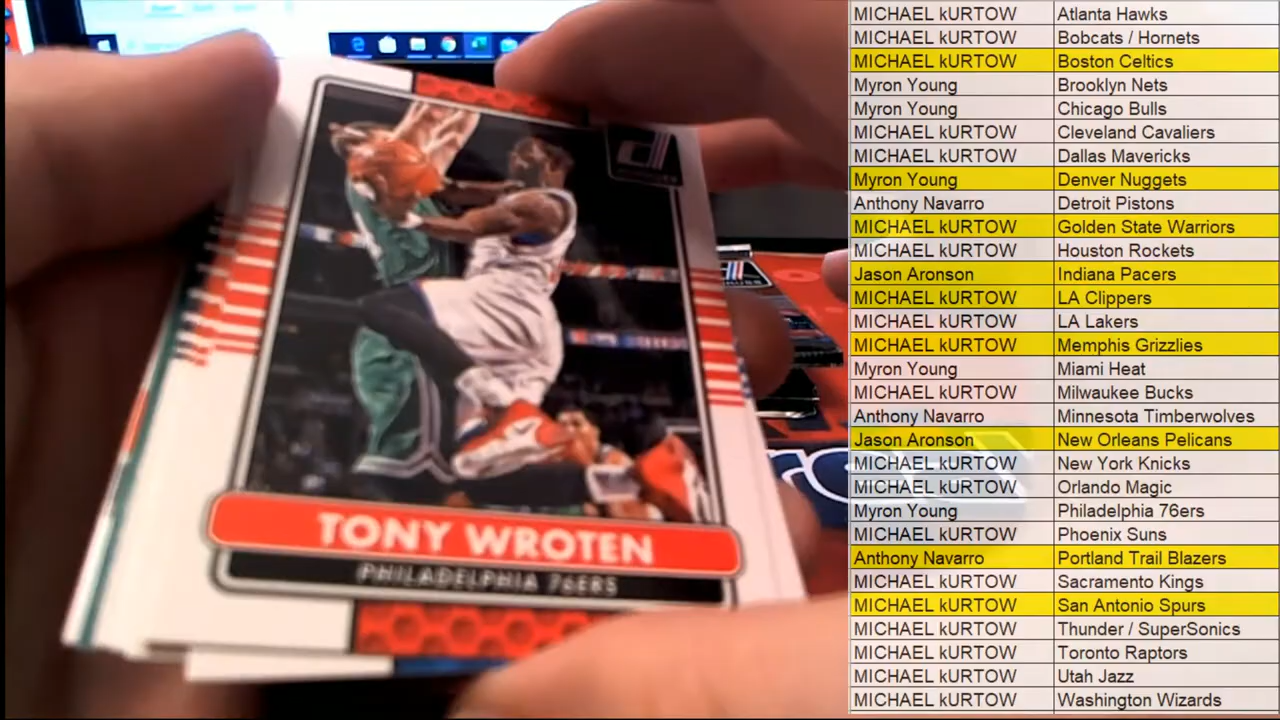 TONY WROTEN
PHILADELPHIA 76ERS
MICHAEL kURTOW Atlanta Hawks
MICHAEL kURTOW Bobcats / Hornets
MICHAEL kURTOW Boston Celtics
Myron Young Brooklyn Nets
Myron Young Chicago Bulls
MICHAEL kURTOW Cleveland Cavaliers
MICHAEL kURTOW Dallas Mavericks
Myron Young Denver Nuggets
Anthony Navarro Detroit Pistons
MICHAEL kURTOW Golden State Warriors
MICHAEL kURTOW Houston Rockets
Jason Aronson Indiana Pacers
MICHAEL kURTOW LA Clippers
MICHAEL kURTOW LA Lakers
MICHAEL kURTOW Memphis Grizzlies
Myron Young Miami Heat
MICHAEL kURTOW Milwaukee Bucks
Anthony Navarro Minnesota Timberwolves
Jason Aronson New Orleans Pelicans
MICHAEL kURTOW New York Knicks
MICHAEL kURTOW Orlando Magic
Myron Young Philadelphia 76ers
MICHAEL kURTOW Phoenix Suns
Anthony Navarro Portland Trail Blazers
MICHAEL kURTOW Sacramento Kings
MICHAEL kURTOW San Antonio Spurs
MICHAEL kURTOW Thunder / SuperSonics
MICHAEL kURTOW Toronto Raptors
MICHAEL kURTOW Utah Jazz
MICHAEL kURTOW Washington Wizards